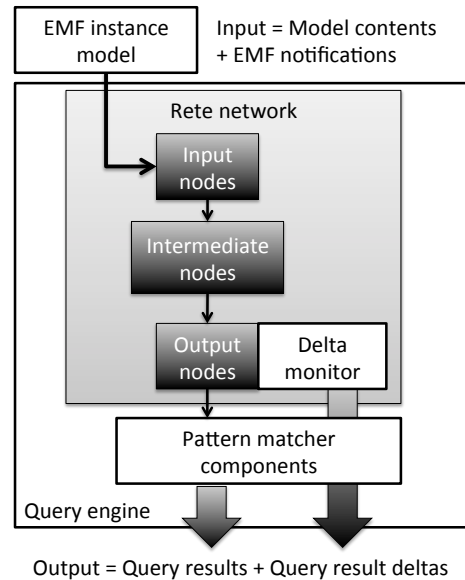 EMF instance
model
Input = Model contents
+ EMF notifications
Rete network
Input
nodes
Intermediate
nodes
Output
nodes
Delta
monitor
Pattern matcher
components
Query engine
Output = Query results + Query result deltas